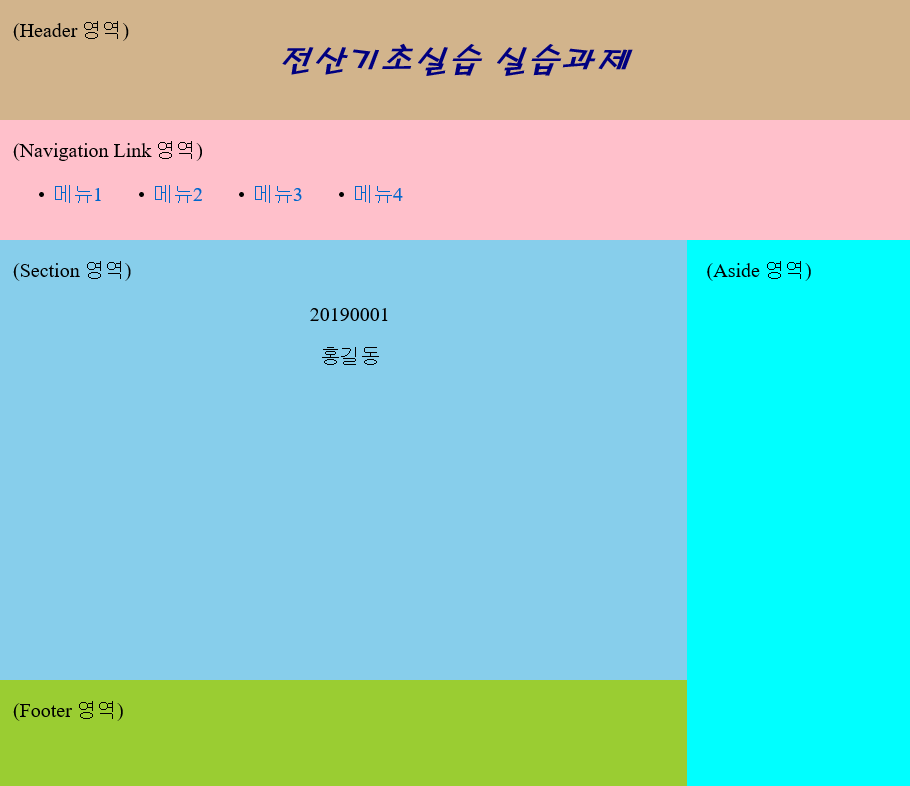 (Header 영역)
전산기초실습 실습과제
(Navigation Link 영역)
• 메뉴1 • 메뉴2 • 메뉴3 • 메뉴4
(Section 영역)
20190001
홍길동
(Aside 영역)
(Footer 영역)